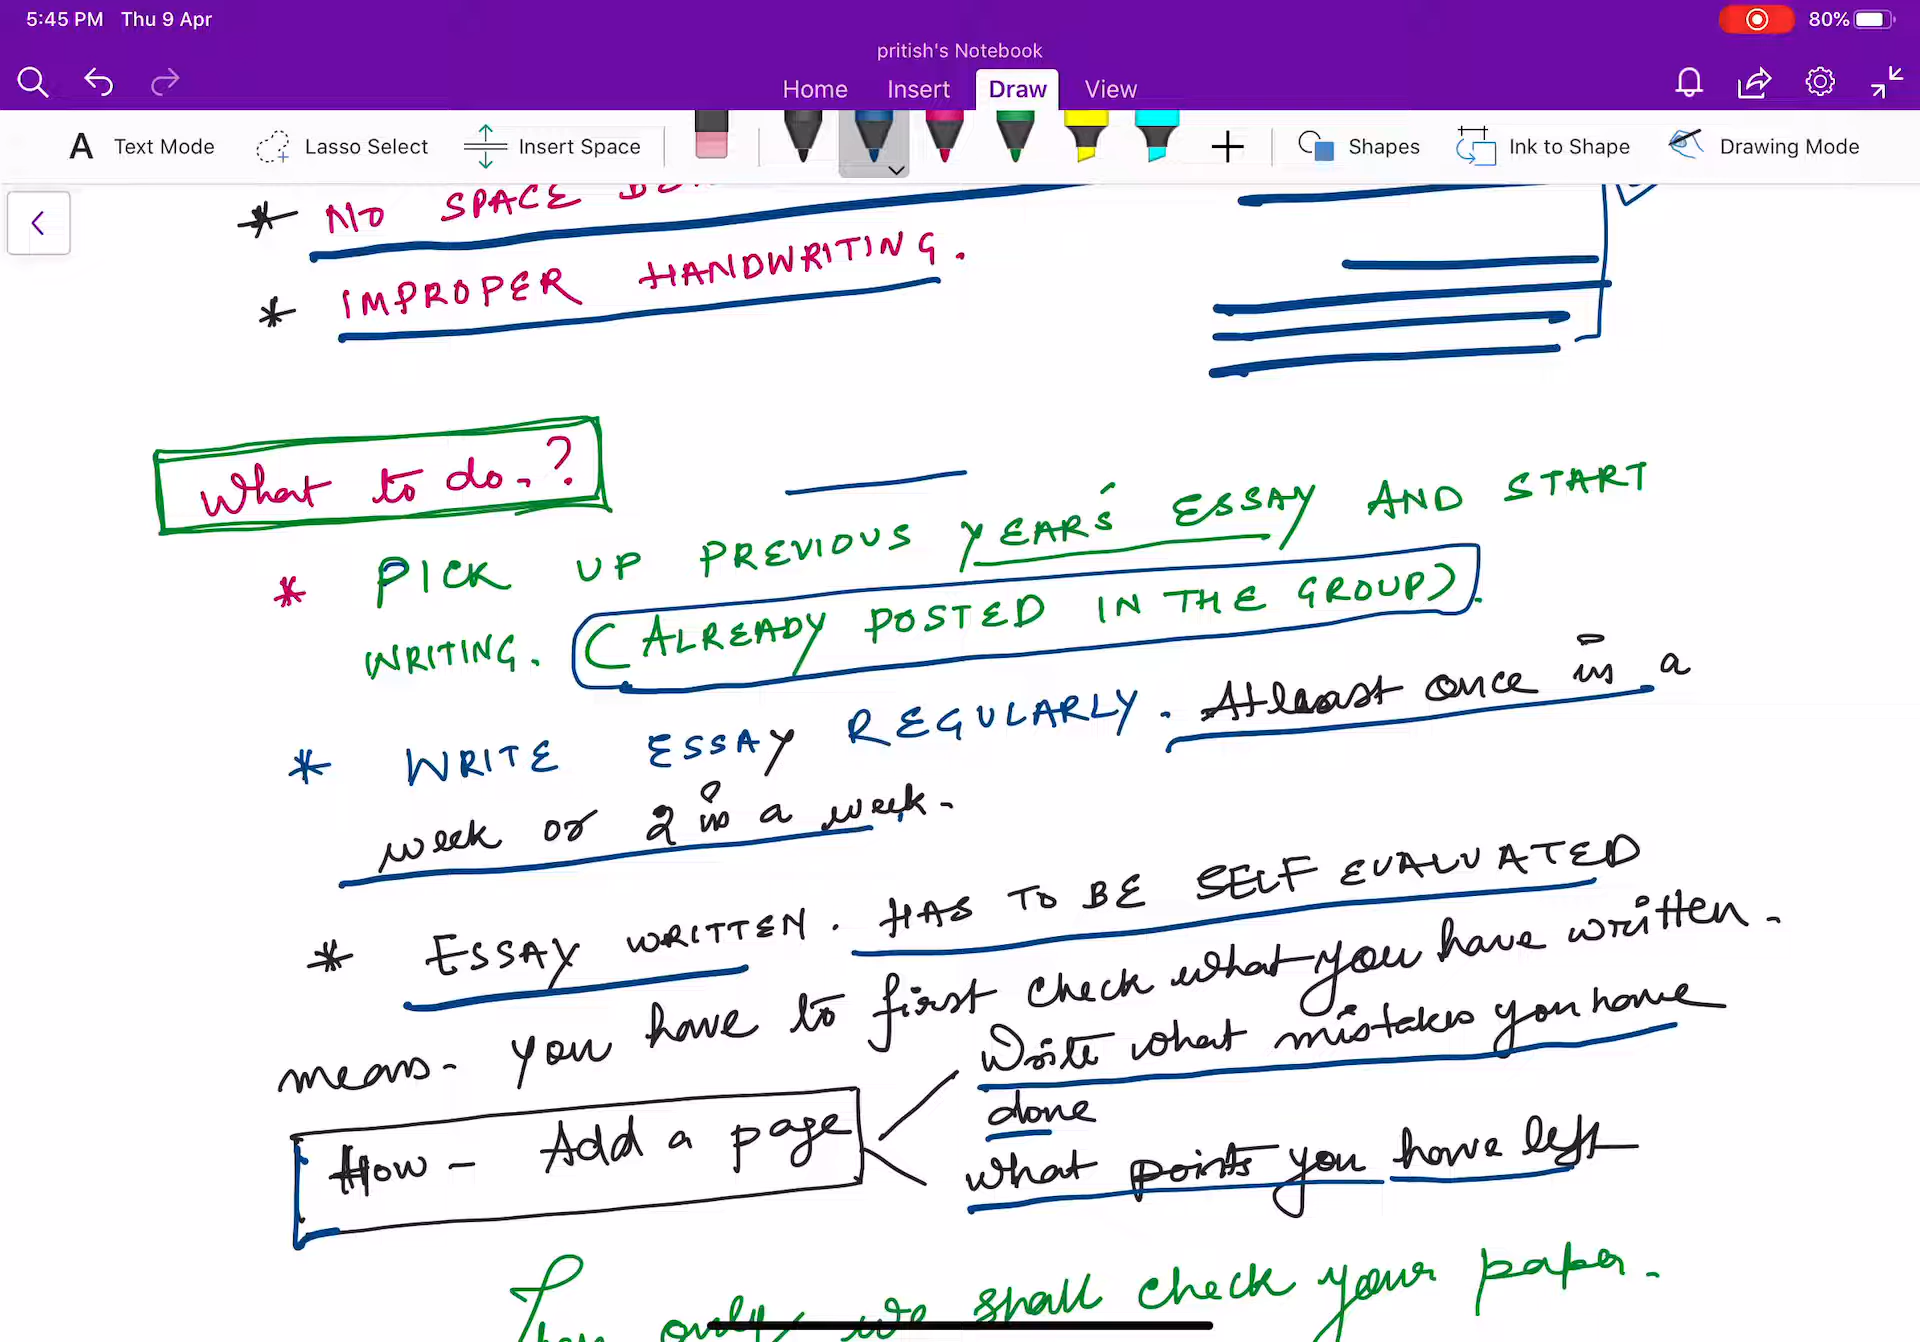 5:45 PM Thu 9 Apr
80%
pritish's Notebook
Home Insert Draw View
Text Mode Lasso Select Insert Space Shapes Ink to Shape Drawing Mode
* NO SPACE
* IMPROPER HANDWRITING.
What to do.?
* PICK UP PREVIOUS YEAR'S ESSAY AND START
WRITING. (ALREADY POSTED IN THE GROUP).
* WRITE ESSAY REGULARLY. Atleast once in a
week or 2 in a week.
* ESSAY WRITTEN. HAS TO BE SELF EVALUATED
means- you have to first check what you have written.
Write what mistakes you have
done
How - Add a page
what points you have left
Then only we shall check your paper.